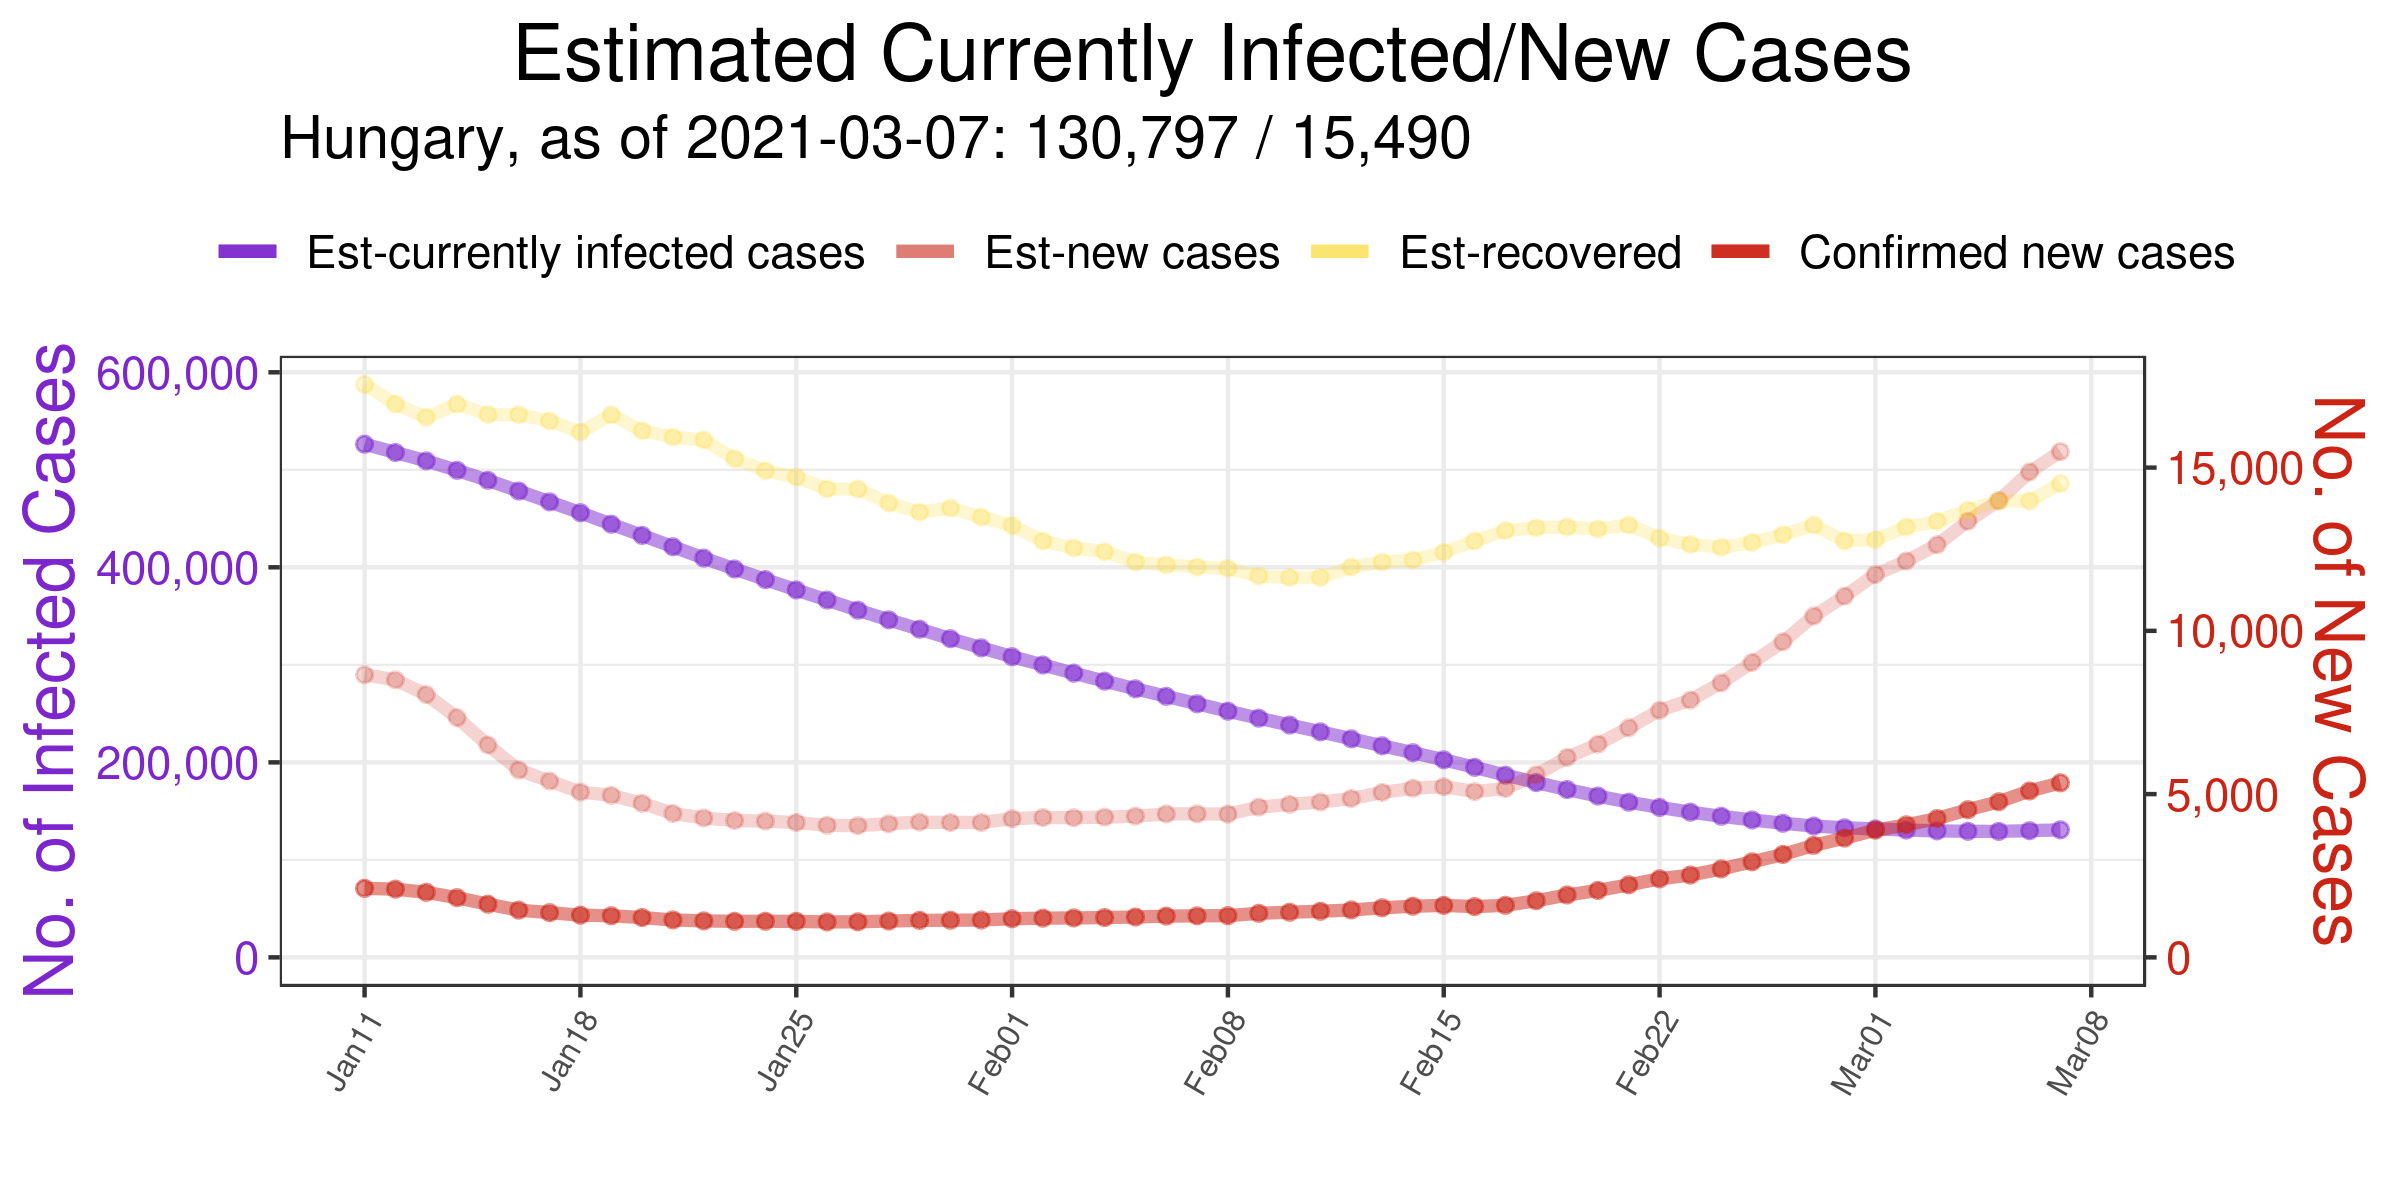 Estimated Currently Infected/New Cases
Hungary, as of 2021-03-07: 130,797 / 15,490
Est-currently infected cases Est-new cases Est-recovered Confirmed new cases
No. of Infected Cases
600,000
400,000
200,000
0
15,000
10,000
5,000
0
No. of New Cases
Jan11 Jan18 Jan25 Feb01 Feb08 Feb15 Feb22 Mar01 Mar08